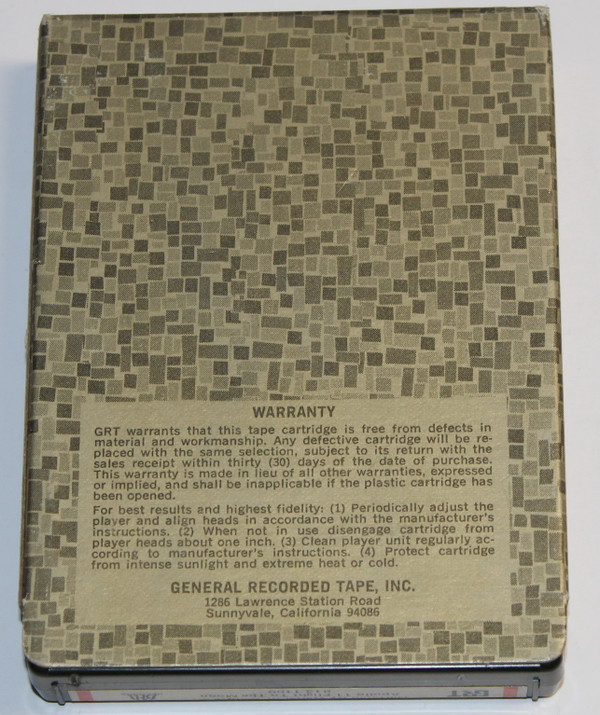 WARRANTY
GRT warrants that this tape cartridge is free from defects in
material and workmanship. Any defective cartridge will be re-
placed with the same selection, subject to its return with the
sales receipt within thirty (30) days of the date of purchase.
This warranty is made in lieu of all other warranties, expressed
or implied, and shall be inapplicable if the plastic cartridge has
been opened.
For best results and highest fidelity: (1) Periodically adjust the
player and align heads in accordance with the manufacturer's
instructions. (2) When not in use disengage cartridge from
player heads about one inch. (3) Clean player unit regularly ac-
cording to manufacturer's instructions. (4) Protect cartridge
from intense sunlight and extreme heat or cold.
GENERAL RECORDED TAPE, INC.
1286 Lawrence Station Road
Sunnyvale, California 94086
GRT